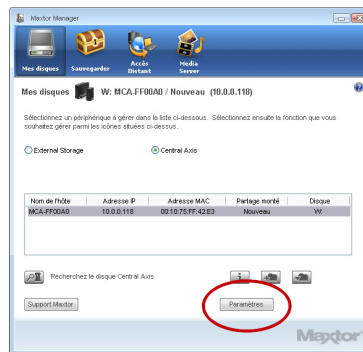 Maxtor Manager
Mes disques Sauvegarder Accès Distant Media Server
Mes disques W: MCA-FF00A0 / Nouveau (10.0.0.118)
Sélectionnez un périphérique à gérer dans la liste ci-dessous. Sélectionnez ensuite la fonction que vous
souhaitez gérer parmi les icônes situées ci-dessus.
External Storage Central Axis
Nom de l'hôte Adresse IP Adresse MAC Partage monté Disque
MCA-FF00A0 10.0.0.118 00:10:75:FF:42:E3 Nouveau W:
Recherchez le disque Central Axis
Support Maxtor Paramètres
Maxtor